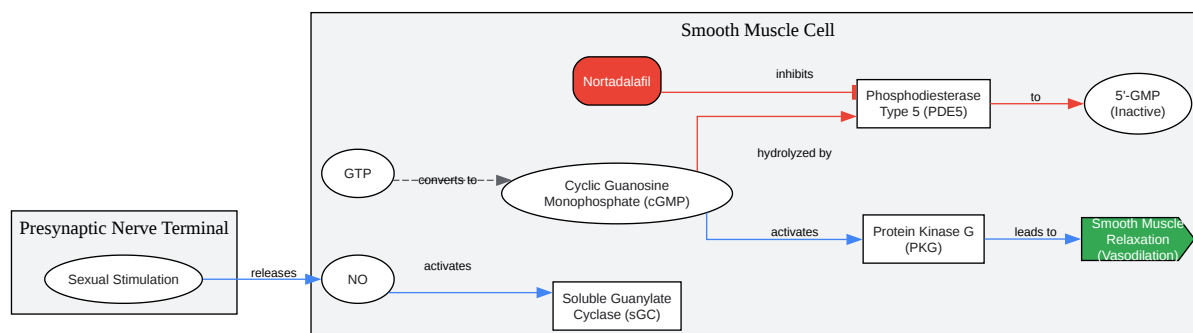 Smooth Muscle Cell
Nortadalafil
inhibits
Phosphodiesterase
Type 5 (PDE5)
to
5'-GMP
(Inactive)
hydrolyzed by
GTP
converts to
Cyclic Guanosine
Monophosphate (cGMP)
Presynaptic Nerve Terminal
Sexual Stimulation
releases
NO
activates
Soluble Guanylate
Cyclase (sGC)
activates
Protein Kinase G
(PKG)
leads to
Smooth Muscle
Relaxation
(Vasodilation)